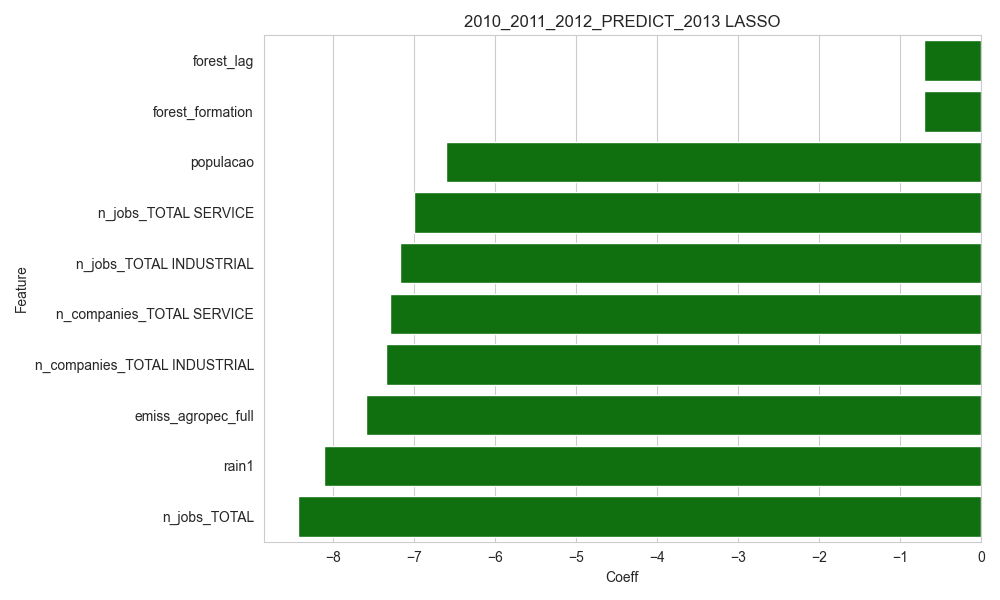 2010_2011_2012_PREDICT_2013 LASSO
Feature
forest_lag
forest_formation
populacao
n_jobs_TOTAL SERVICE
n_jobs_TOTAL INDUSTRIAL
n_companies_TOTAL SERVICE
n_companies_TOTAL INDUSTRIAL
emiss_agropec_full
rain1
n_jobs_TOTAL
−8 −7 −6 −5 −4 −3 −2 −1 0
Coeff